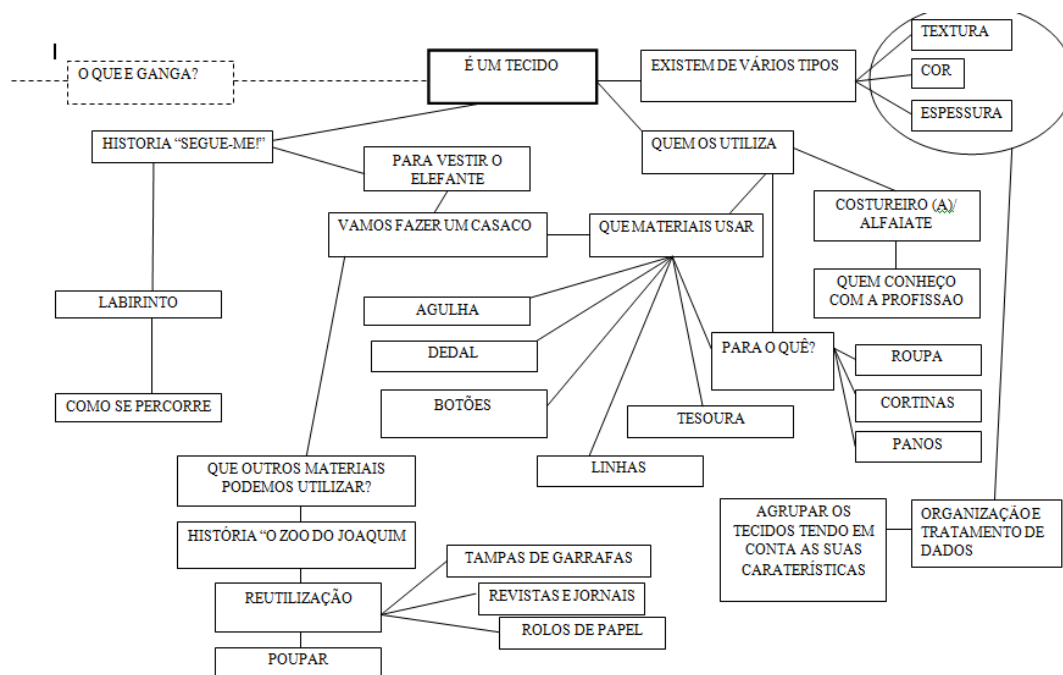 O QUE E GANGA?
É UM TECIDO
EXISTEM DE VÁRIOS TIPOS
TEXTURA
COR
ESPESSURA
HISTORIA “SEGUE-ME!”
PARA VESTIR O
ELEFANTE
QUEM OS UTILIZA
VAMOS FAZER UM CASACO
QUE MATERIAIS USAR
COSTUREIRO (A)/
ALFAIATE
QUEM CONHEÇO
COM A PROFISSAO
LABIRINTO
AGULHA
DEDAL
PARA O QUÊ?
ROUPA
COMO SE PERCORRE
BOTÕES
TESOURA
CORTINAS
PANOS
LINHAS
QUE OUTROS MATERIAIS
PODEMOS UTILIZAR?
HISTÓRIA “O ZOO DO JOAQUIM
AGRUPAR OS
TECIDOS TENDO EM
CONTA AS SUAS
CARATERÍSTICAS
ORGANIZAÇÃO E
TRATAMENTO DE
DADOS
REUTILIZAÇÃO
TAMPAS DE GARRAFAS
REVISTAS E JORNAIS
ROLOS DE PAPEL
POUPAR